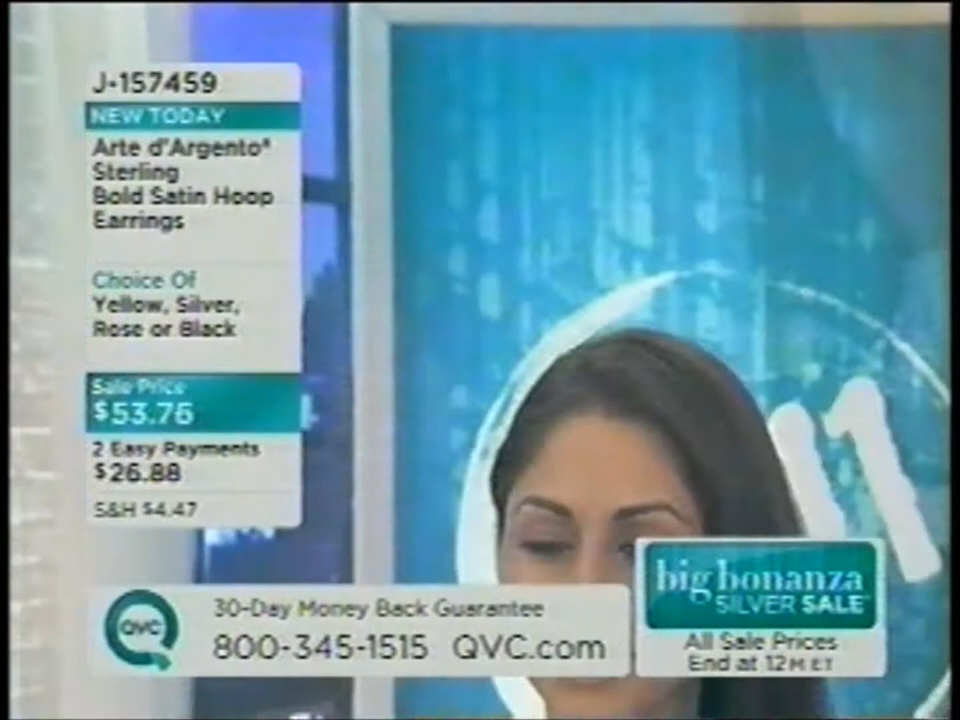 J-157459
NEW TODAY
Arte d'Argento®
Sterling
Bold Satin Hoop
Earrings
Choice Of
Yellow, Silver,
Rose or Black
Sale Price
$53.76
2 Easy Payments
$26.88
S&H $4.47
QVC
30-Day Money Back Guarantee
800-345-1515 QVC.com
big bonanza
SILVER SALE™
All Sale Prices
End at 12M ET